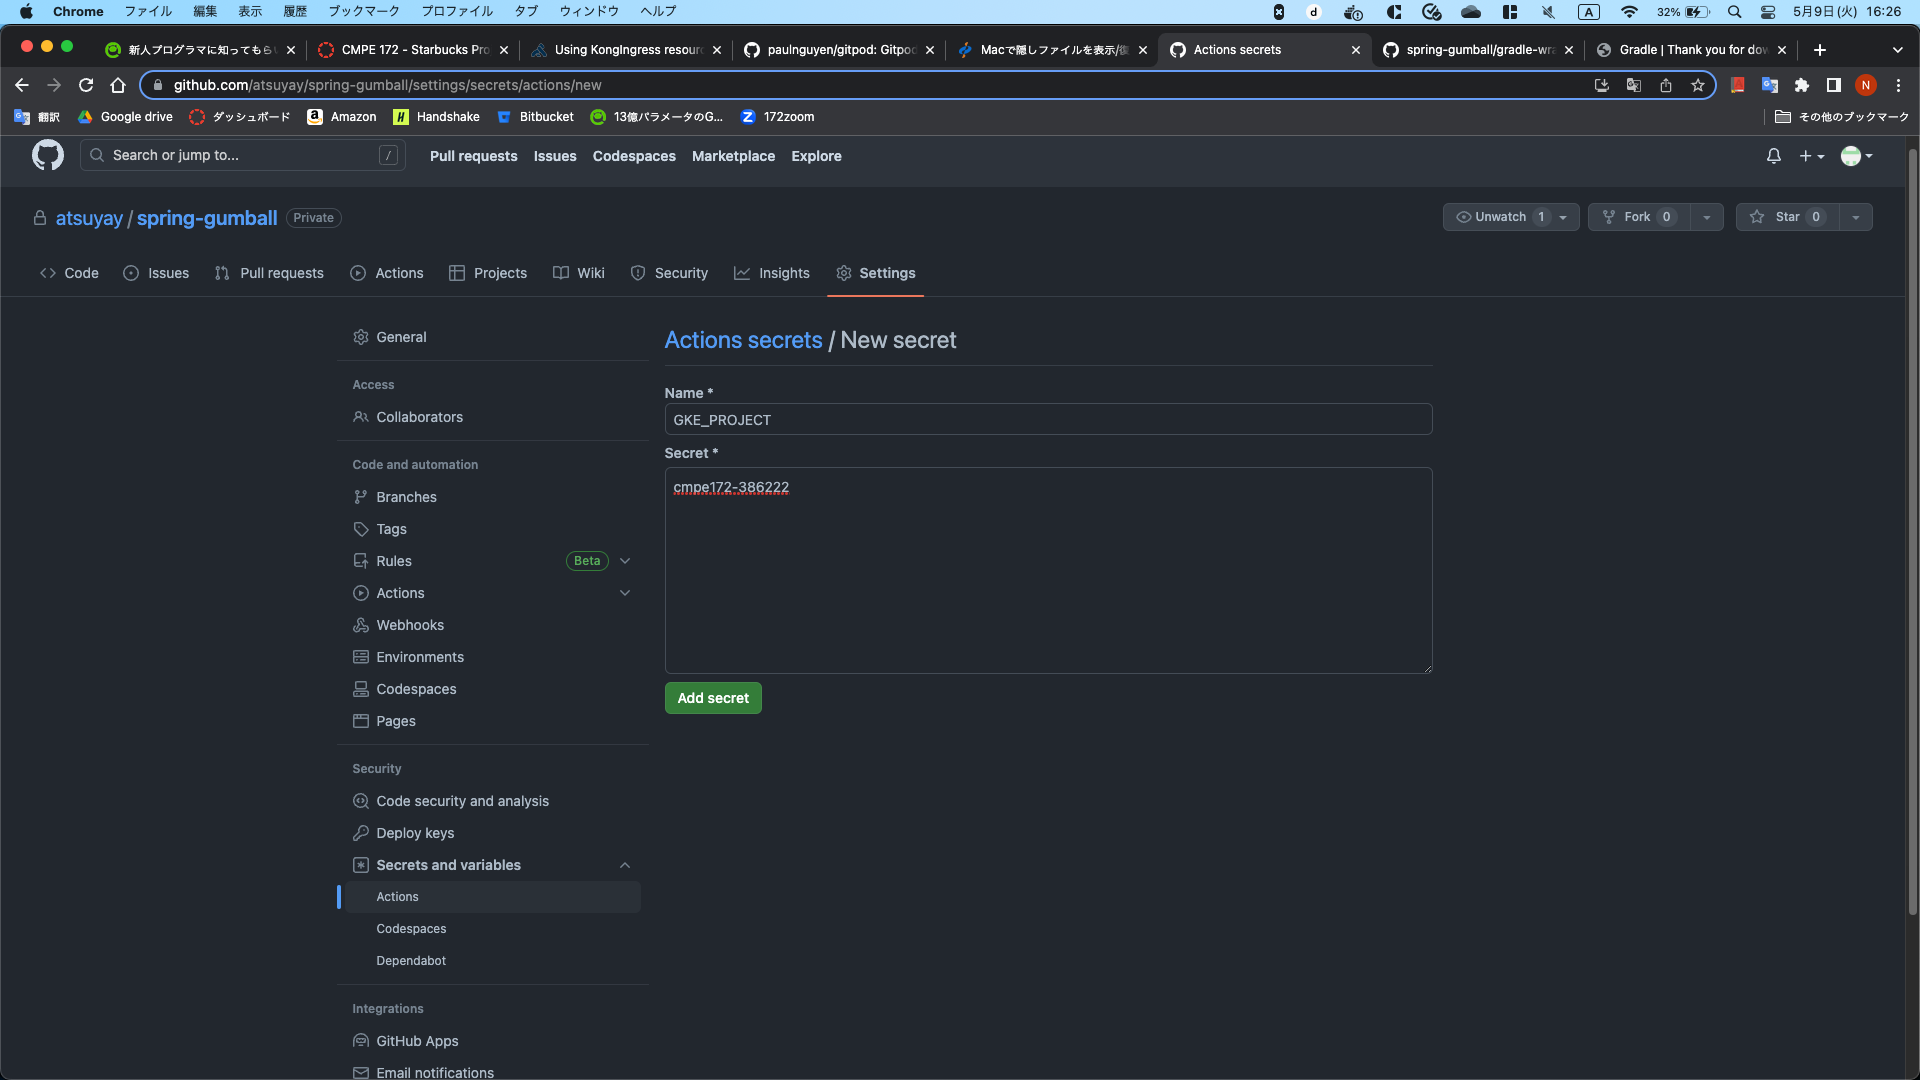 Chrome ファイル 編集 表示 履歴 ブックマーク プロファイル タブ ウィンドウ ヘルプ d A 32% 5月9日(火) 16:26
新人プログラマに知ってもらい CMPE 172 - Starbucks Pro Using KongIngress resourc paulnguyen/gitpod: Gitpod Macで隠しファイルを表示/復 Actions secrets spring-gumball/gradle-wra Gradle | Thank you for dow
github.com/atsuyay/spring-gumball/settings/secrets/actions/new N
翻訳 Google drive ダッシュボード Amazon Handshake Bitbucket 13億パラメータのG... 172zoom その他のブックマーク
Search or jump to... / Pull requests Issues Codespaces Marketplace Explore
atsuyay / spring-gumball Private Unwatch 1 Fork 0 Star 0
Code Issues Pull requests Actions Projects Wiki Security Insights Settings
General
Access
Collaborators
Code and automation
Branches
Tags
Rules Beta
Actions
Webhooks
Environments
Codespaces
Pages
Security
Code security and analysis
Deploy keys
Secrets and variables
Actions
Codespaces
Dependabot
Integrations
GitHub Apps
Email notifications
Actions secrets / New secret
Name *
GKE_PROJECT
Secret *
cmpe172-386222
Add secret